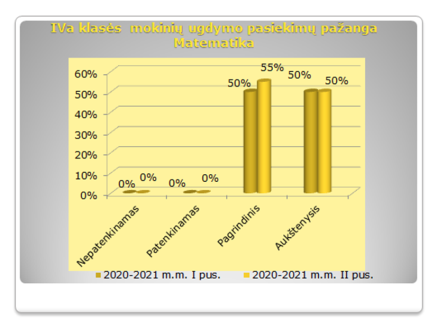 IVa klasės mokinių ugdymo pasiekimų pažanga
Matematika
60%
50%
40%
30%
20%
10%
0%
0% 0%
0% 0%
50% 55%
50% 50%
Nepatenkinamas
Patenkinamas
Pagrindinis
Aukštenysis
2020-2021 m.m. I pus. 2020-2021 m.m. II pus.